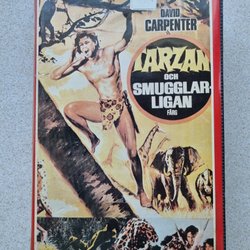 DAVID
CARPENTER
TARZAN
OCH
SMUGGLAR-
LIGAN
FÄRG